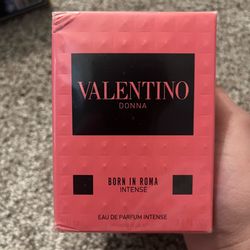 VALENTINO
DONNA
BORN IN ROMA
INTENSE
EAU DE PARFUM INTENSE